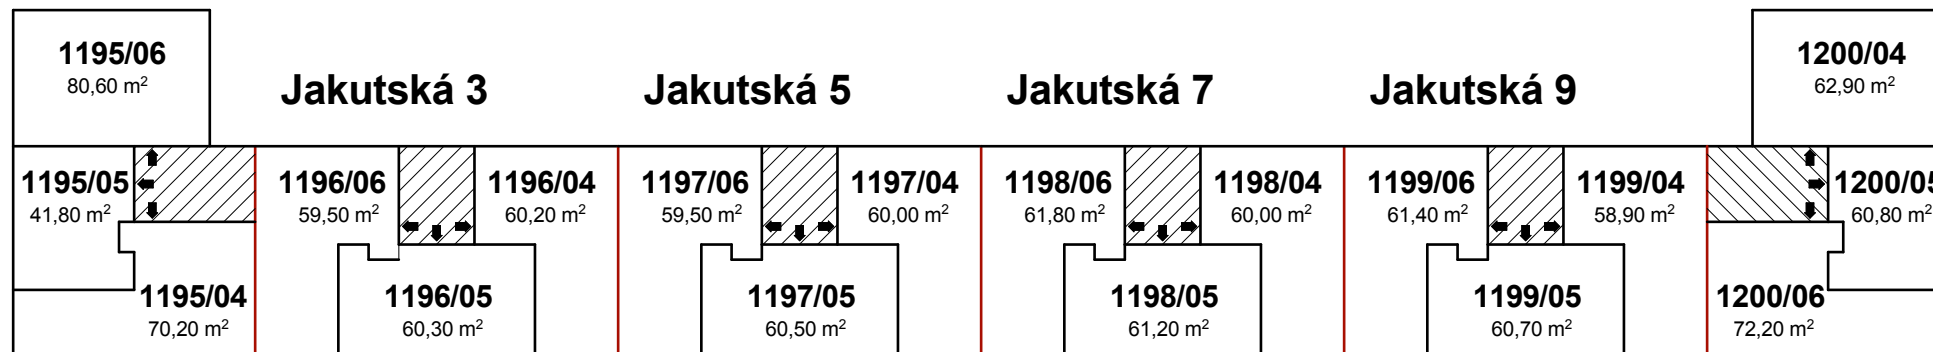 1195/06
80,60 m²
Jakutská 3
Jakutská 5
Jakutská 7
Jakutská 9
1200/04
62,90 m²
1195/05
41,80 m²
1196/06
59,50 m²
1196/04
60,20 m²
1197/06
59,50 m²
1197/04
60,00 m²
1198/06
61,80 m²
1198/04
60,00 m²
1199/06
61,40 m²
1199/04
58,90 m²
1200/05
60,80 m²
1195/04
70,20 m²
1196/05
60,30 m²
1197/05
60,50 m²
1198/05
61,20 m²
1199/05
60,70 m²
1200/06
72,20 m²